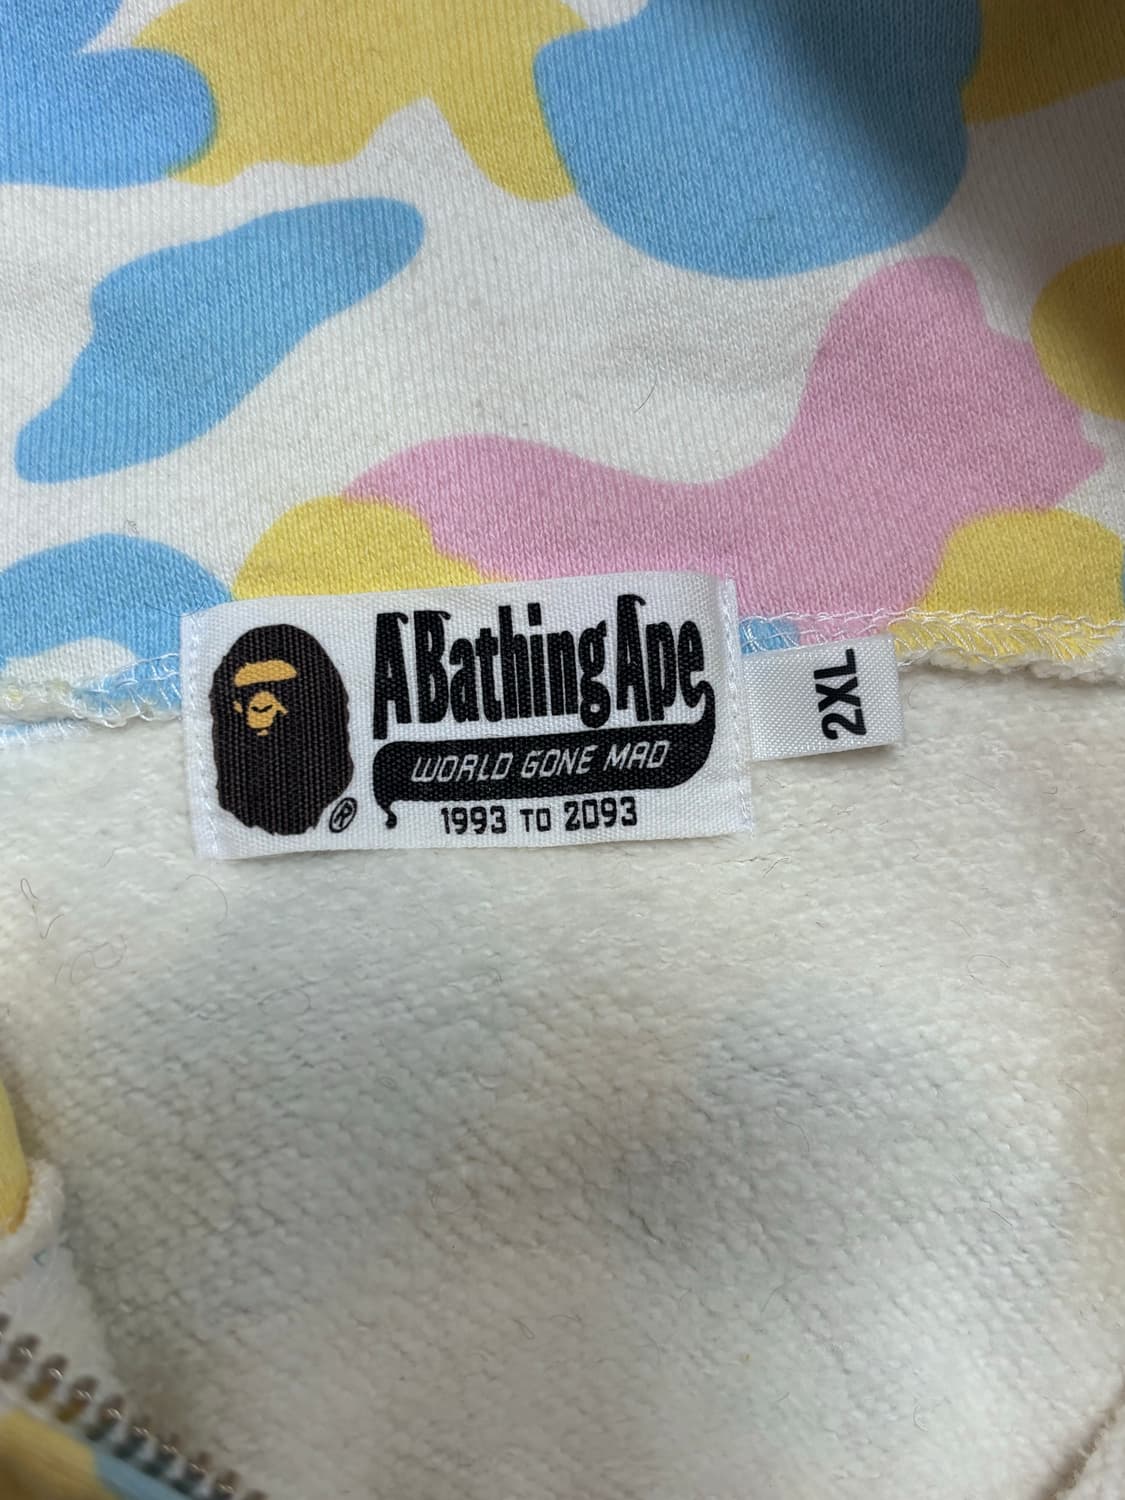 A Bathing Ape
WORLD GONE MAD
1993 TO 2093
®
2XL